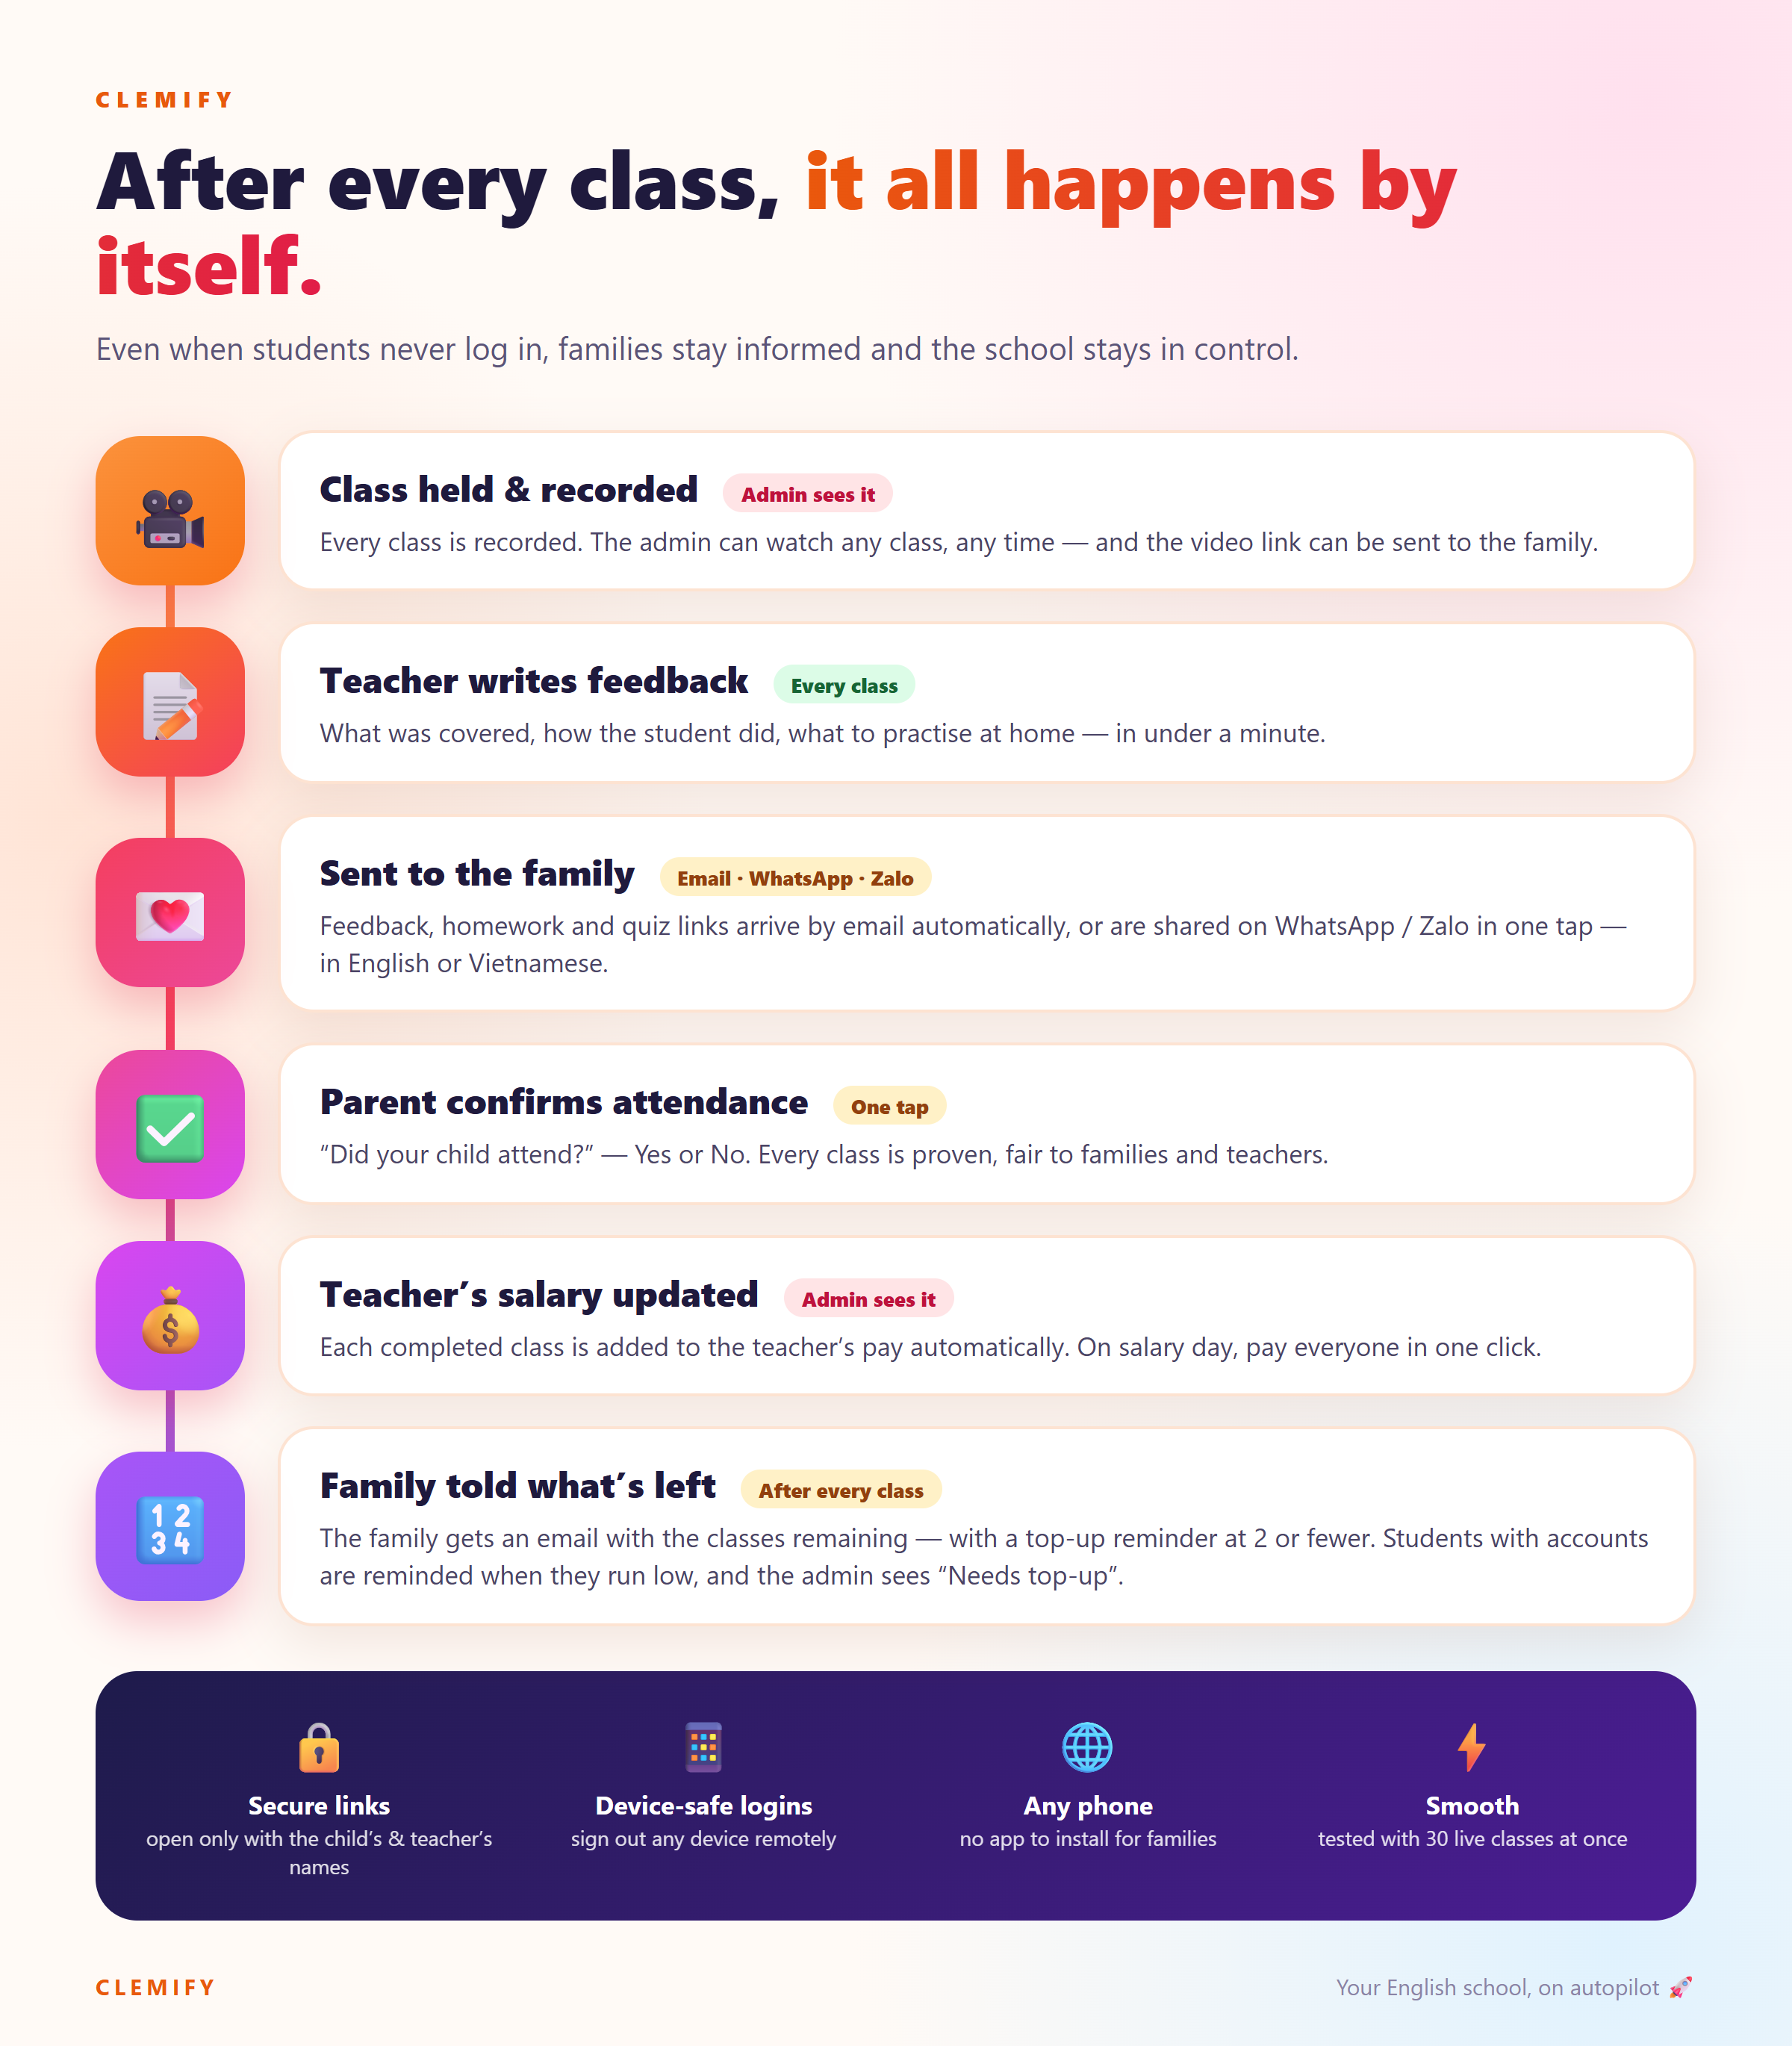 CLEMIFY
After every class, it all happens by
itself.
Even when students never log in, families stay informed and the school stays in control.
Class held & recorded Admin sees it
Every class is recorded. The admin can watch any class, any time — and the video link can be sent to the family.
Teacher writes feedback Every class
What was covered, how the student did, what to practise at home — in under a minute.
Sent to the family Email · WhatsApp · Zalo
Feedback, homework and quiz links arrive by email automatically, or are shared on WhatsApp / Zalo in one tap —
in English or Vietnamese.
Parent confirms attendance One tap
“Did your child attend?” — Yes or No. Every class is proven, fair to families and teachers.
Teacher’s salary updated Admin sees it
Each completed class is added to the teacher’s pay automatically. On salary day, pay everyone in one click.
1 2
3 4
Family told what’s left After every class
The family gets an email with the classes remaining — with a top-up reminder at 2 or fewer. Students with accounts
are reminded when they run low, and the admin sees “Needs top-up”.
Secure links
open only with the child’s & teacher’s
names
Device-safe logins
sign out any device remotely
Any phone
no app to install for families
Smooth
tested with 30 live classes at once
CLEMIFY
Your English school, on autopilot 🚀